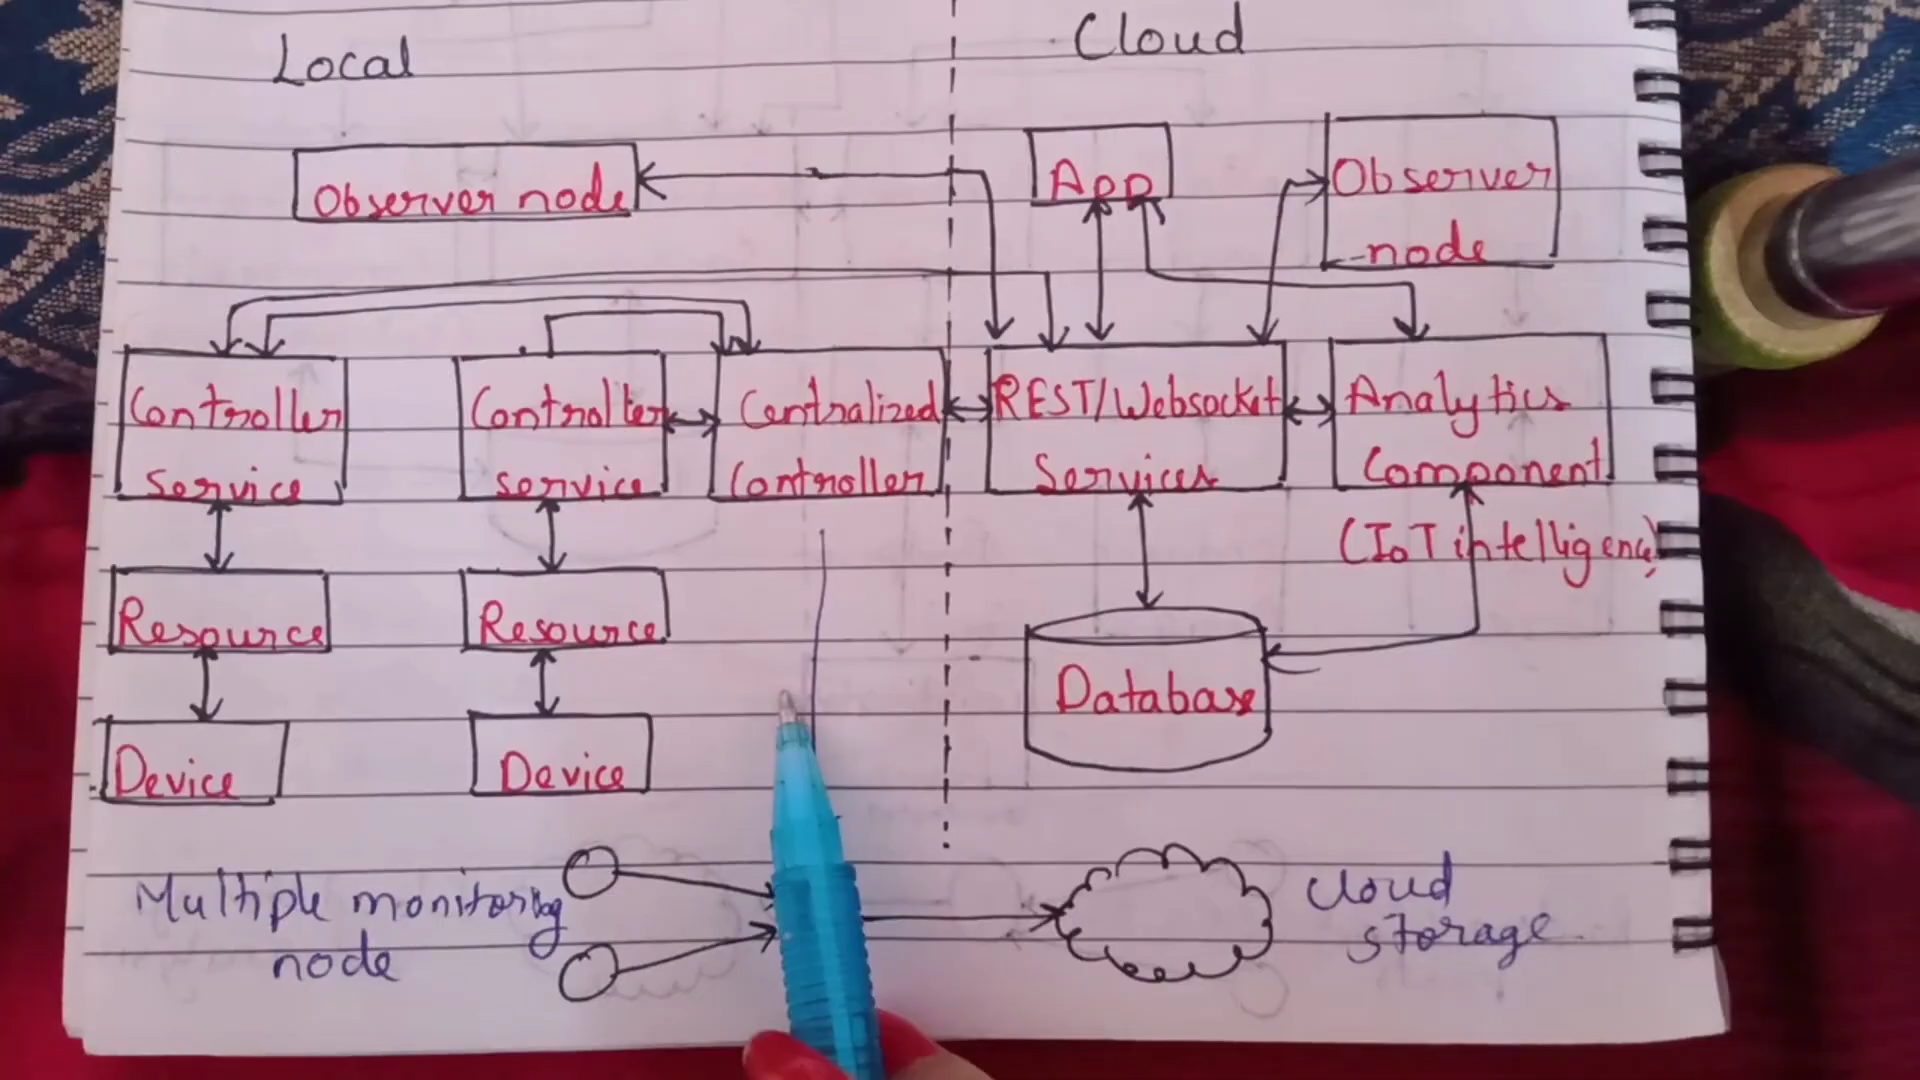 Local
Cloud
Observer node
App
Observer
node
Controller
service
Controller
service
Centralized
Controller
REST/Websocket
Services
Analytics
Component
(IoT intelligence)
Resource
Resource
Database
Device
Device
Multiple monitoring
node
Cloud
storage